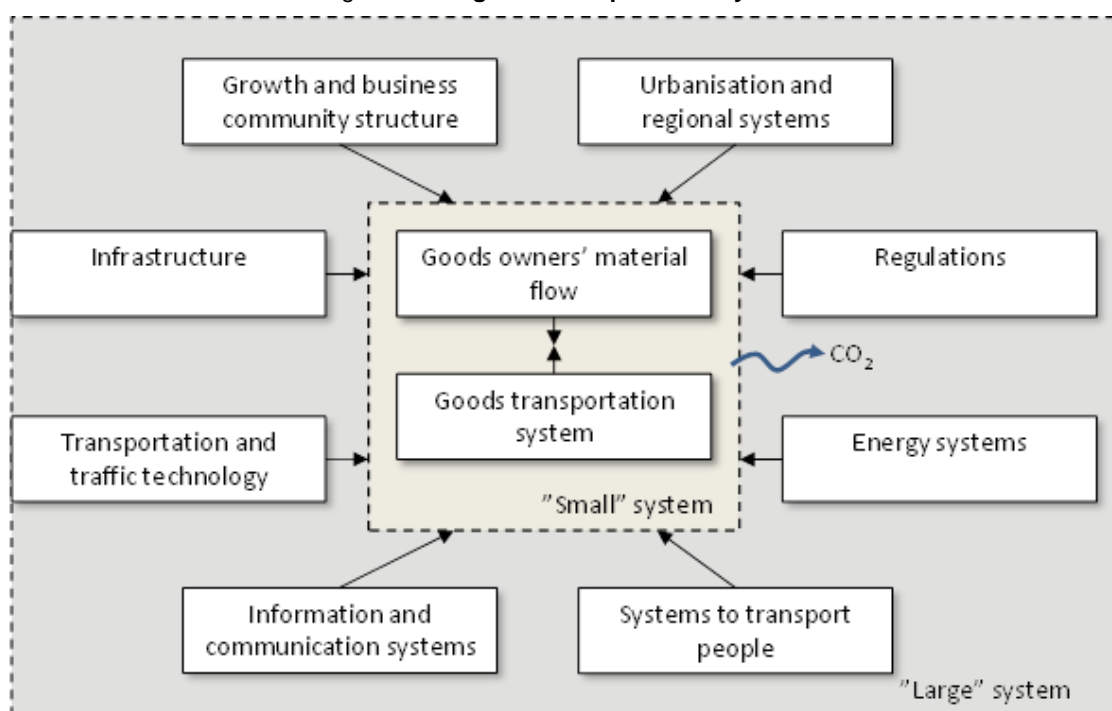 Growth and business
community structure
Urbanisation and
regional systems
Infrastructure
Goods owners’ material
flow
Regulations
CO₂
Goods transportation
system
Transportation and
traffic technology
Energy systems
”Small” system
Information and
communication systems
Systems to transport
people
”Large” system